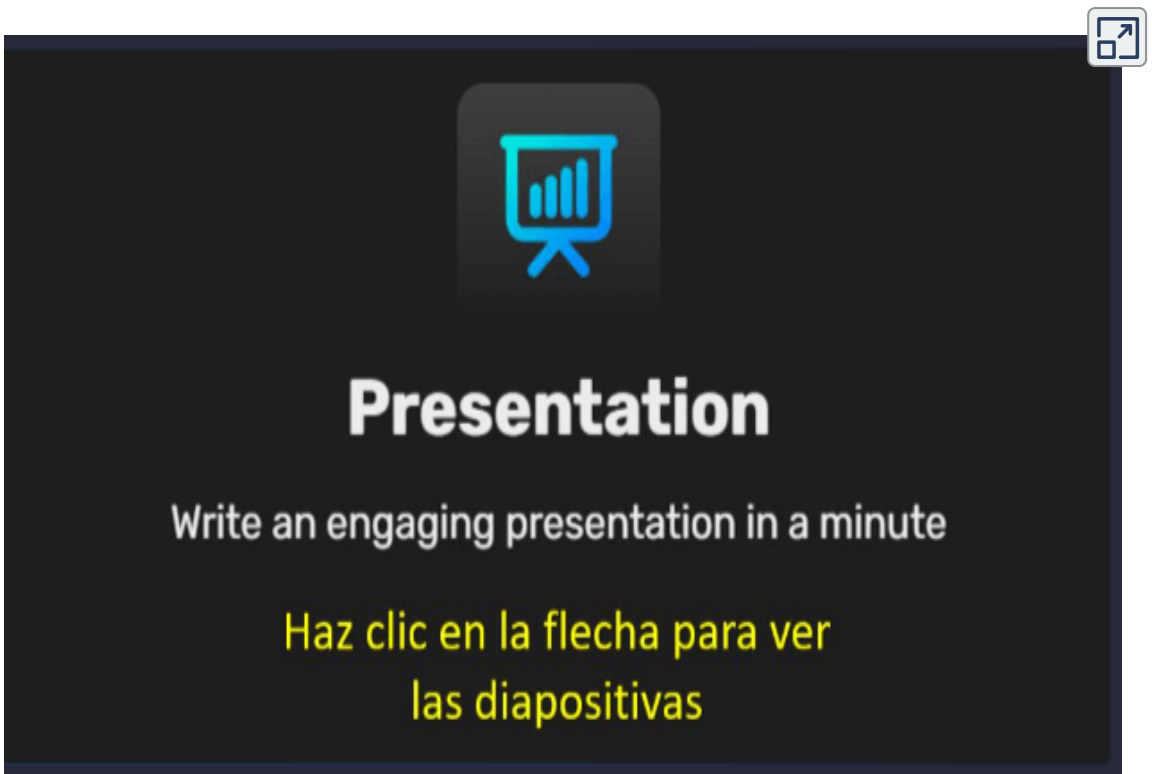 Presentation
Write an engaging presentation in a minute
Haz clic en la flecha para ver
las diapositivas